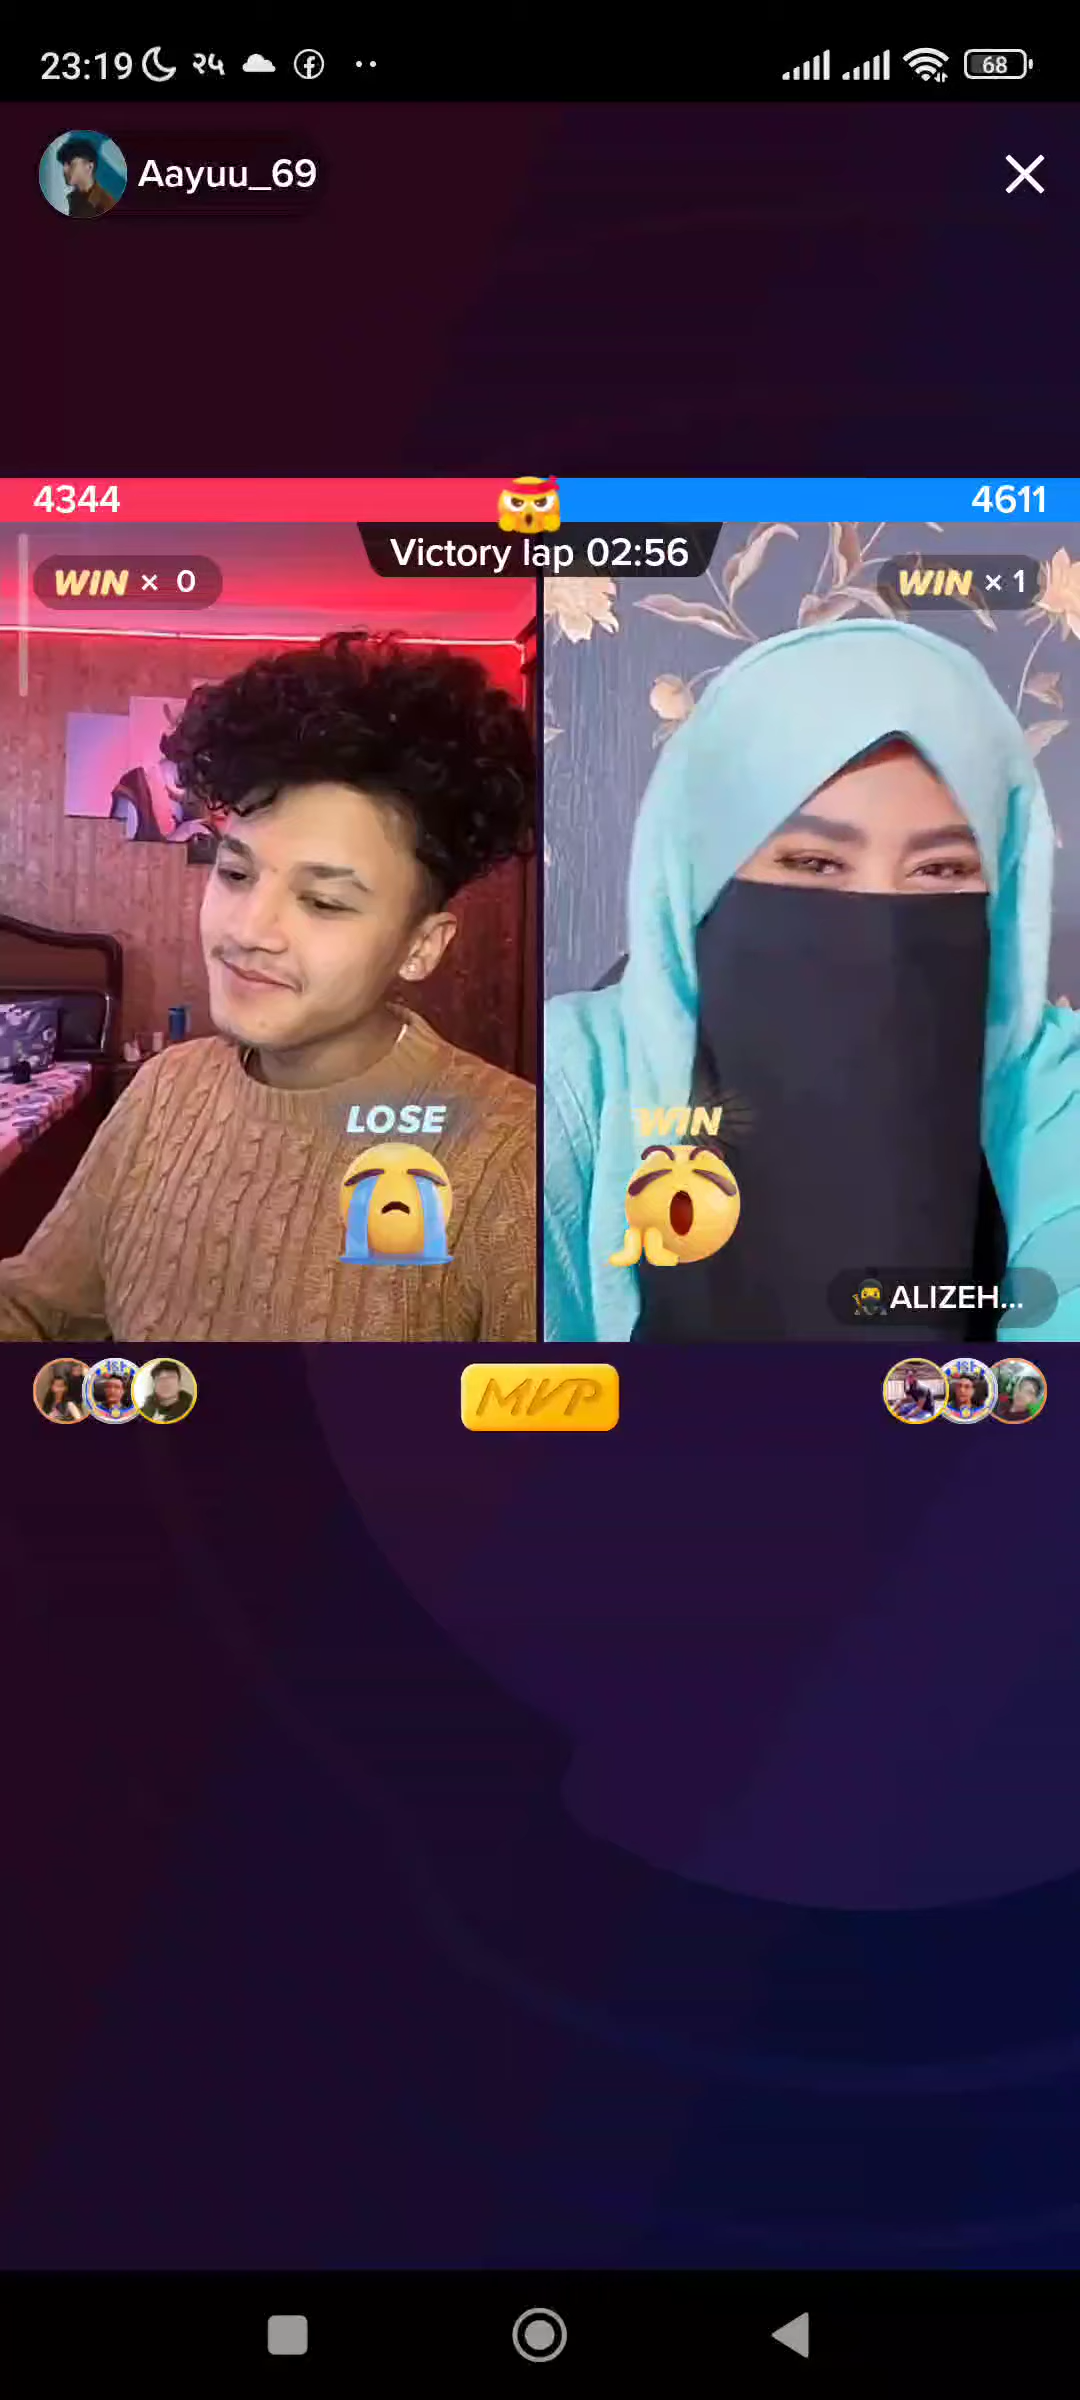 23:19 २५ 68
Aayuu_69
4344 4611
Victory lap 02:56
WIN × 0 WIN × 1
LOSE WIN
ALIZEH...
MVP